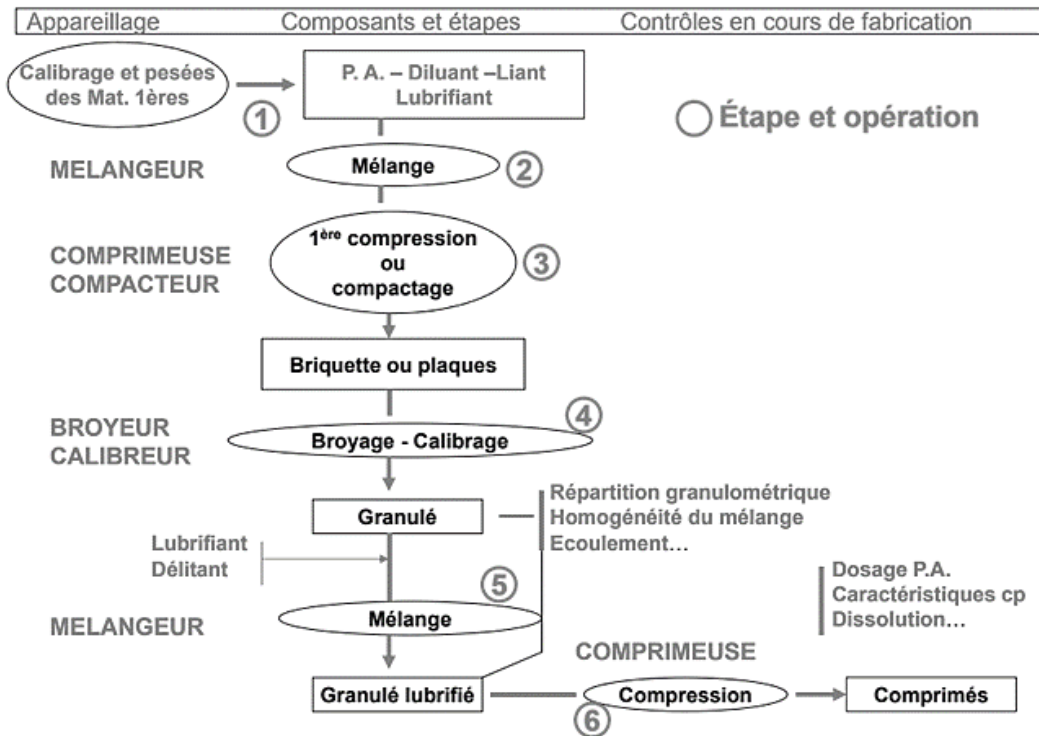 Appareillage Composants et étapes Contrôles en cours de fabrication
Calibrage et pesées
des Mat. 1ères
P. A. – Diluant –Liant
Lubrifiant
1
Étape et opération
MELANGEUR
Mélange
2
COMPRIMEUSE
COMPACTEUR
1ère compression
ou
compactage
3
Briquette ou plaques
BROYEUR
CALIBREUR
Broyage - Calibrage
4
Granulé
Répartition granulométrique
Homogénéité du mélange
Ecoulement...
Lubrifiant
Délitant
5
MELANGEUR
Mélange
Dosage P.A.
Caractéristiques cp
Dissolution...
COMPRIMEUSE
Granulé lubrifié
Compression
6
Comprimés